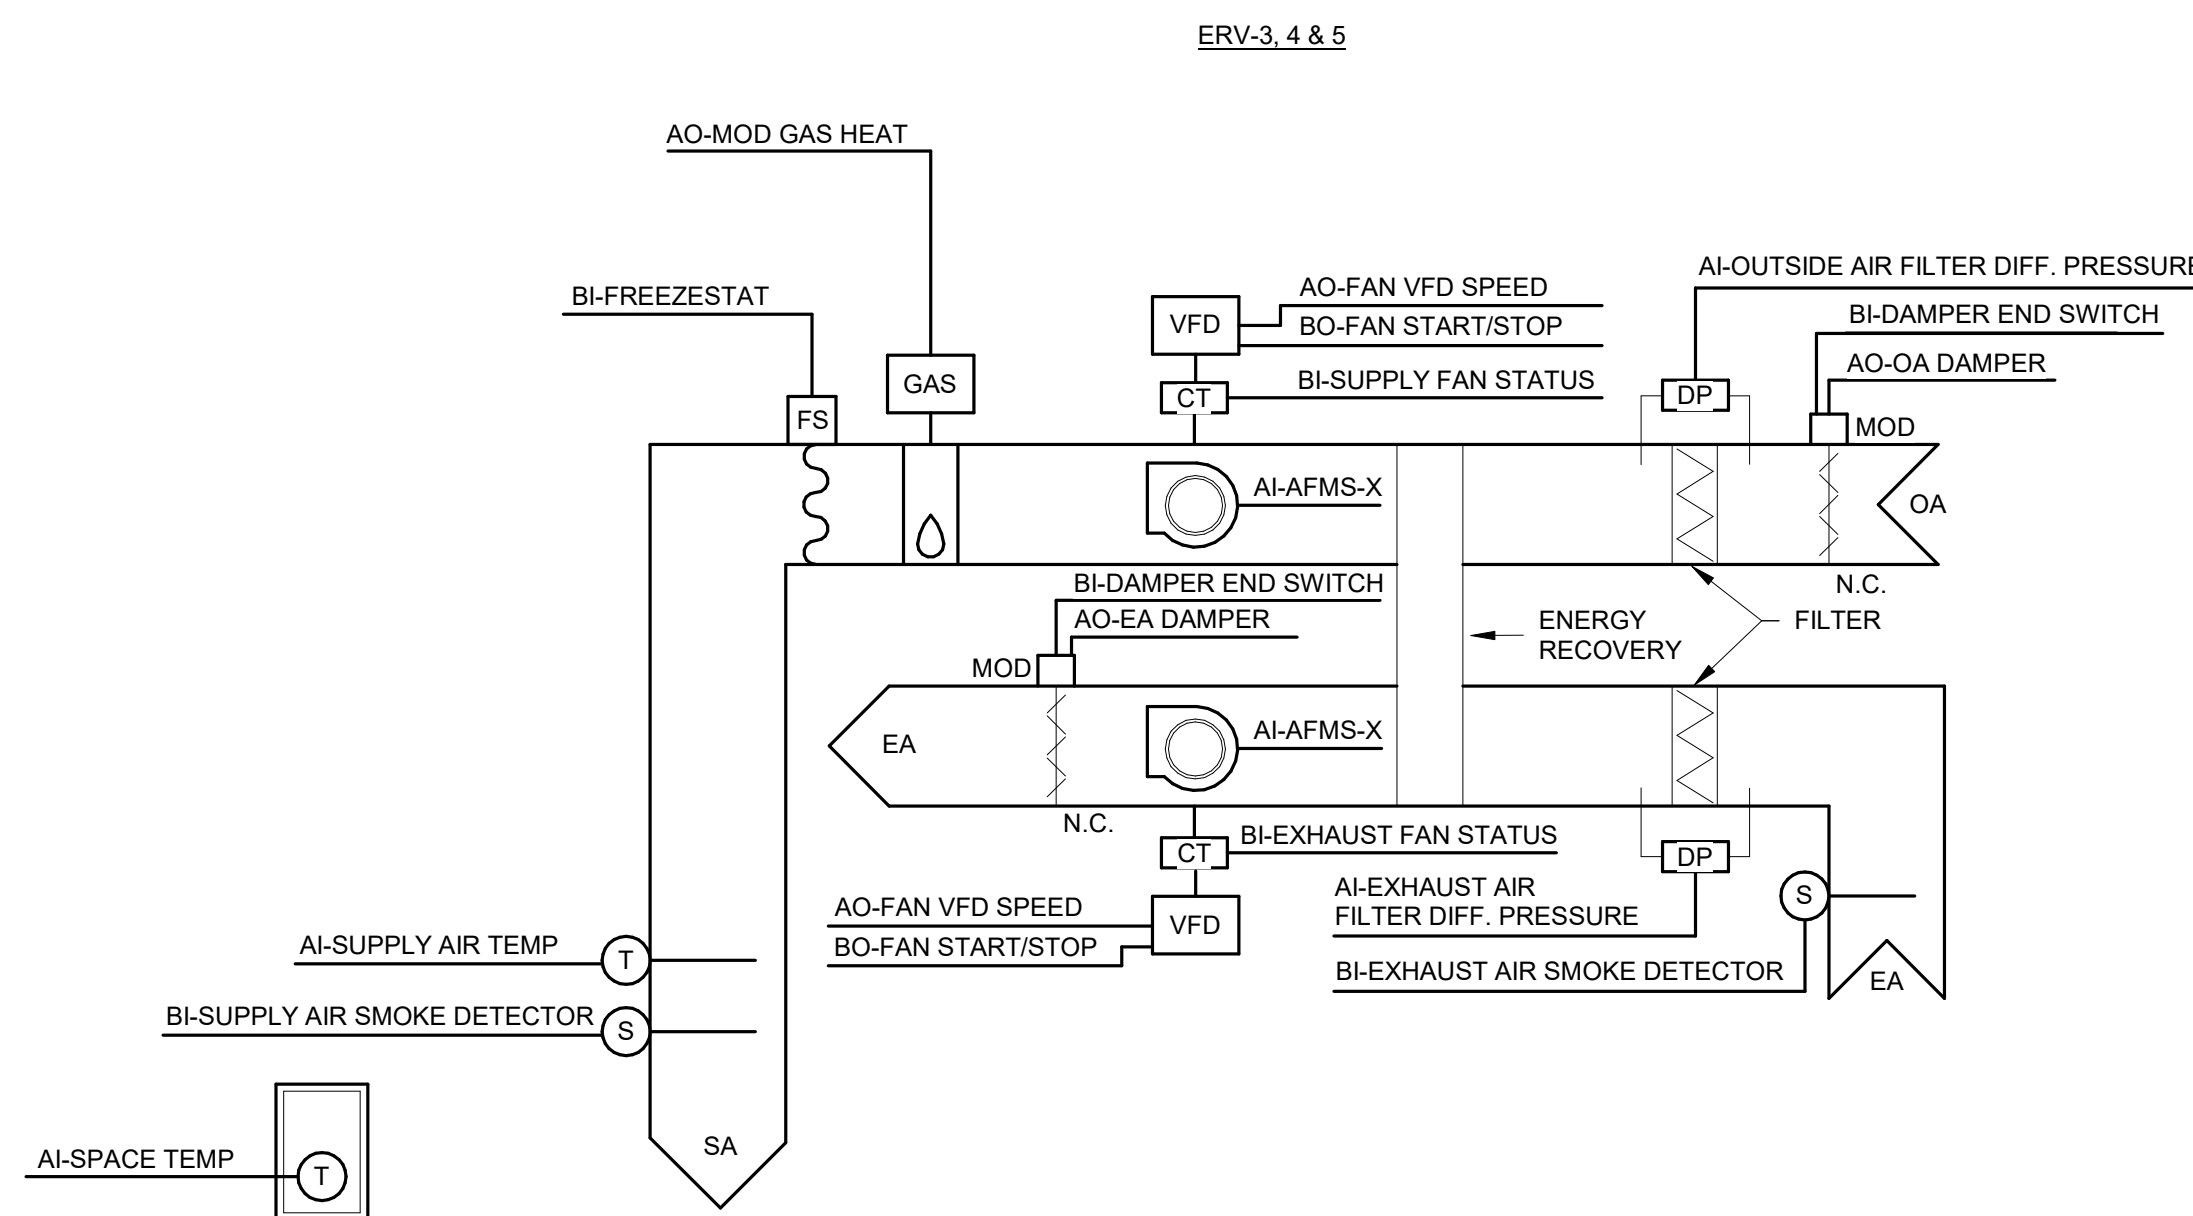 ERV-3, 4 & 5
AO-MOD GAS HEAT
AI-OUTSIDE AIR FILTER DIFF. PRESSURE
BI-FREEZESTAT
AO-FAN VFD SPEED
VFD
BO-FAN START/STOP
BI-DAMPER END SWITCH
AO-OA DAMPER
GAS
CT
BI-SUPPLY FAN STATUS
DP
FS
MOD
AI-AFMS-X
OA
BI-DAMPER END SWITCH
N.C.
AO-EA DAMPER
ENERGY
RECOVERY
FILTER
MOD
EA
AI-AFMS-X
N.C.
BI-EXHAUST FAN STATUS
CT
DP
AI-EXHAUST AIR
FILTER DIFF. PRESSURE
S
AO-FAN VFD SPEED
VFD
BO-FAN START/STOP
AI-SUPPLY AIR TEMP
T
BI-EXHAUST AIR SMOKE DETECTOR
EA
BI-SUPPLY AIR SMOKE DETECTOR
S
SA
AI-SPACE TEMP
T